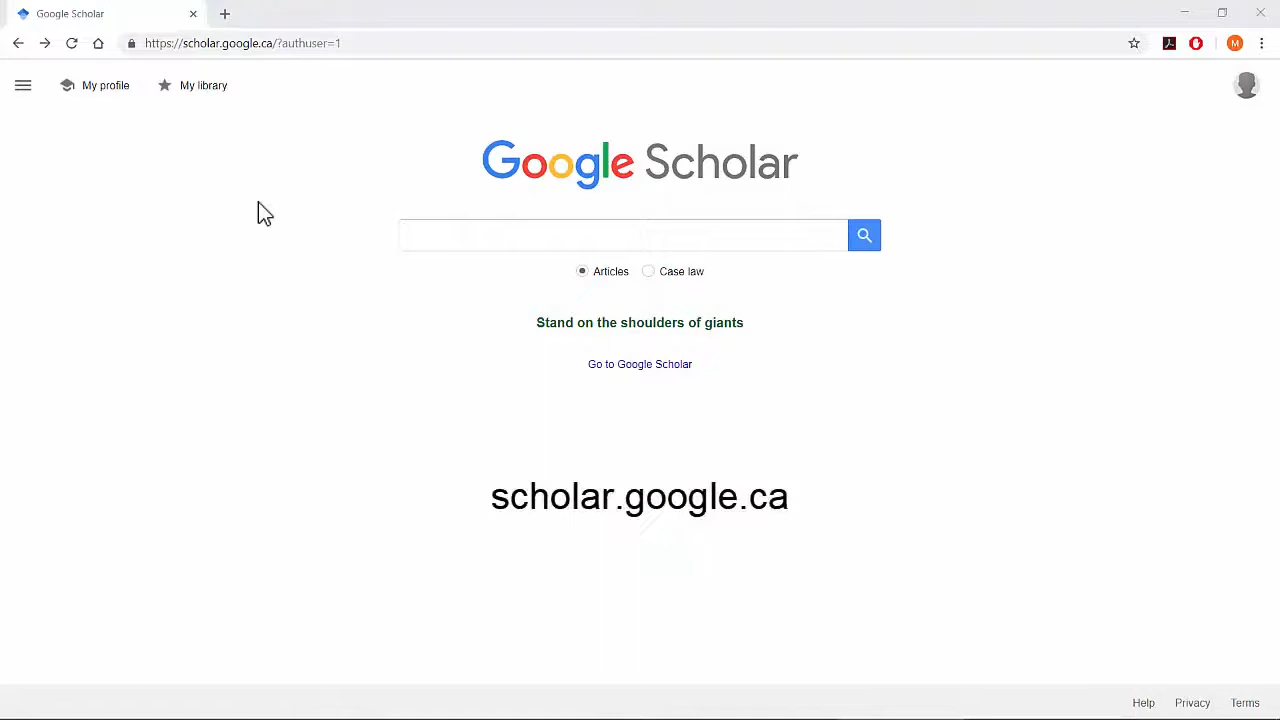 Google Scholar
https://scholar.google.ca/?authuser=1
M
My profile
My library
Google Scholar
Articles
Case law
Stand on the shoulders of giants
Go to Google Scholar
scholar.google.ca
Help
Privacy
Terms